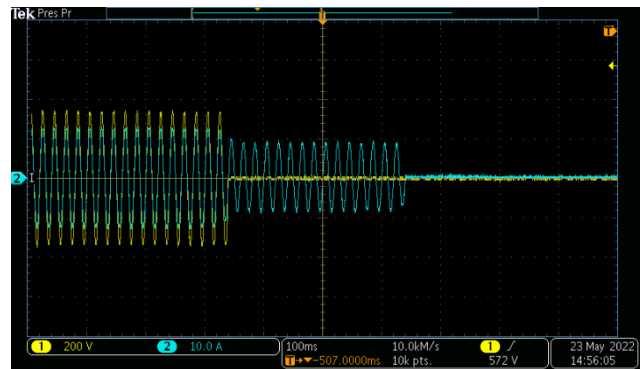 Tek Pres Pr
T
T
2
1 200 V 2 10.0 A 100ms 10.0kM/s 1 572 V 23 May 2022
T→▼-507.0000ms 10k pts. 14:56:05